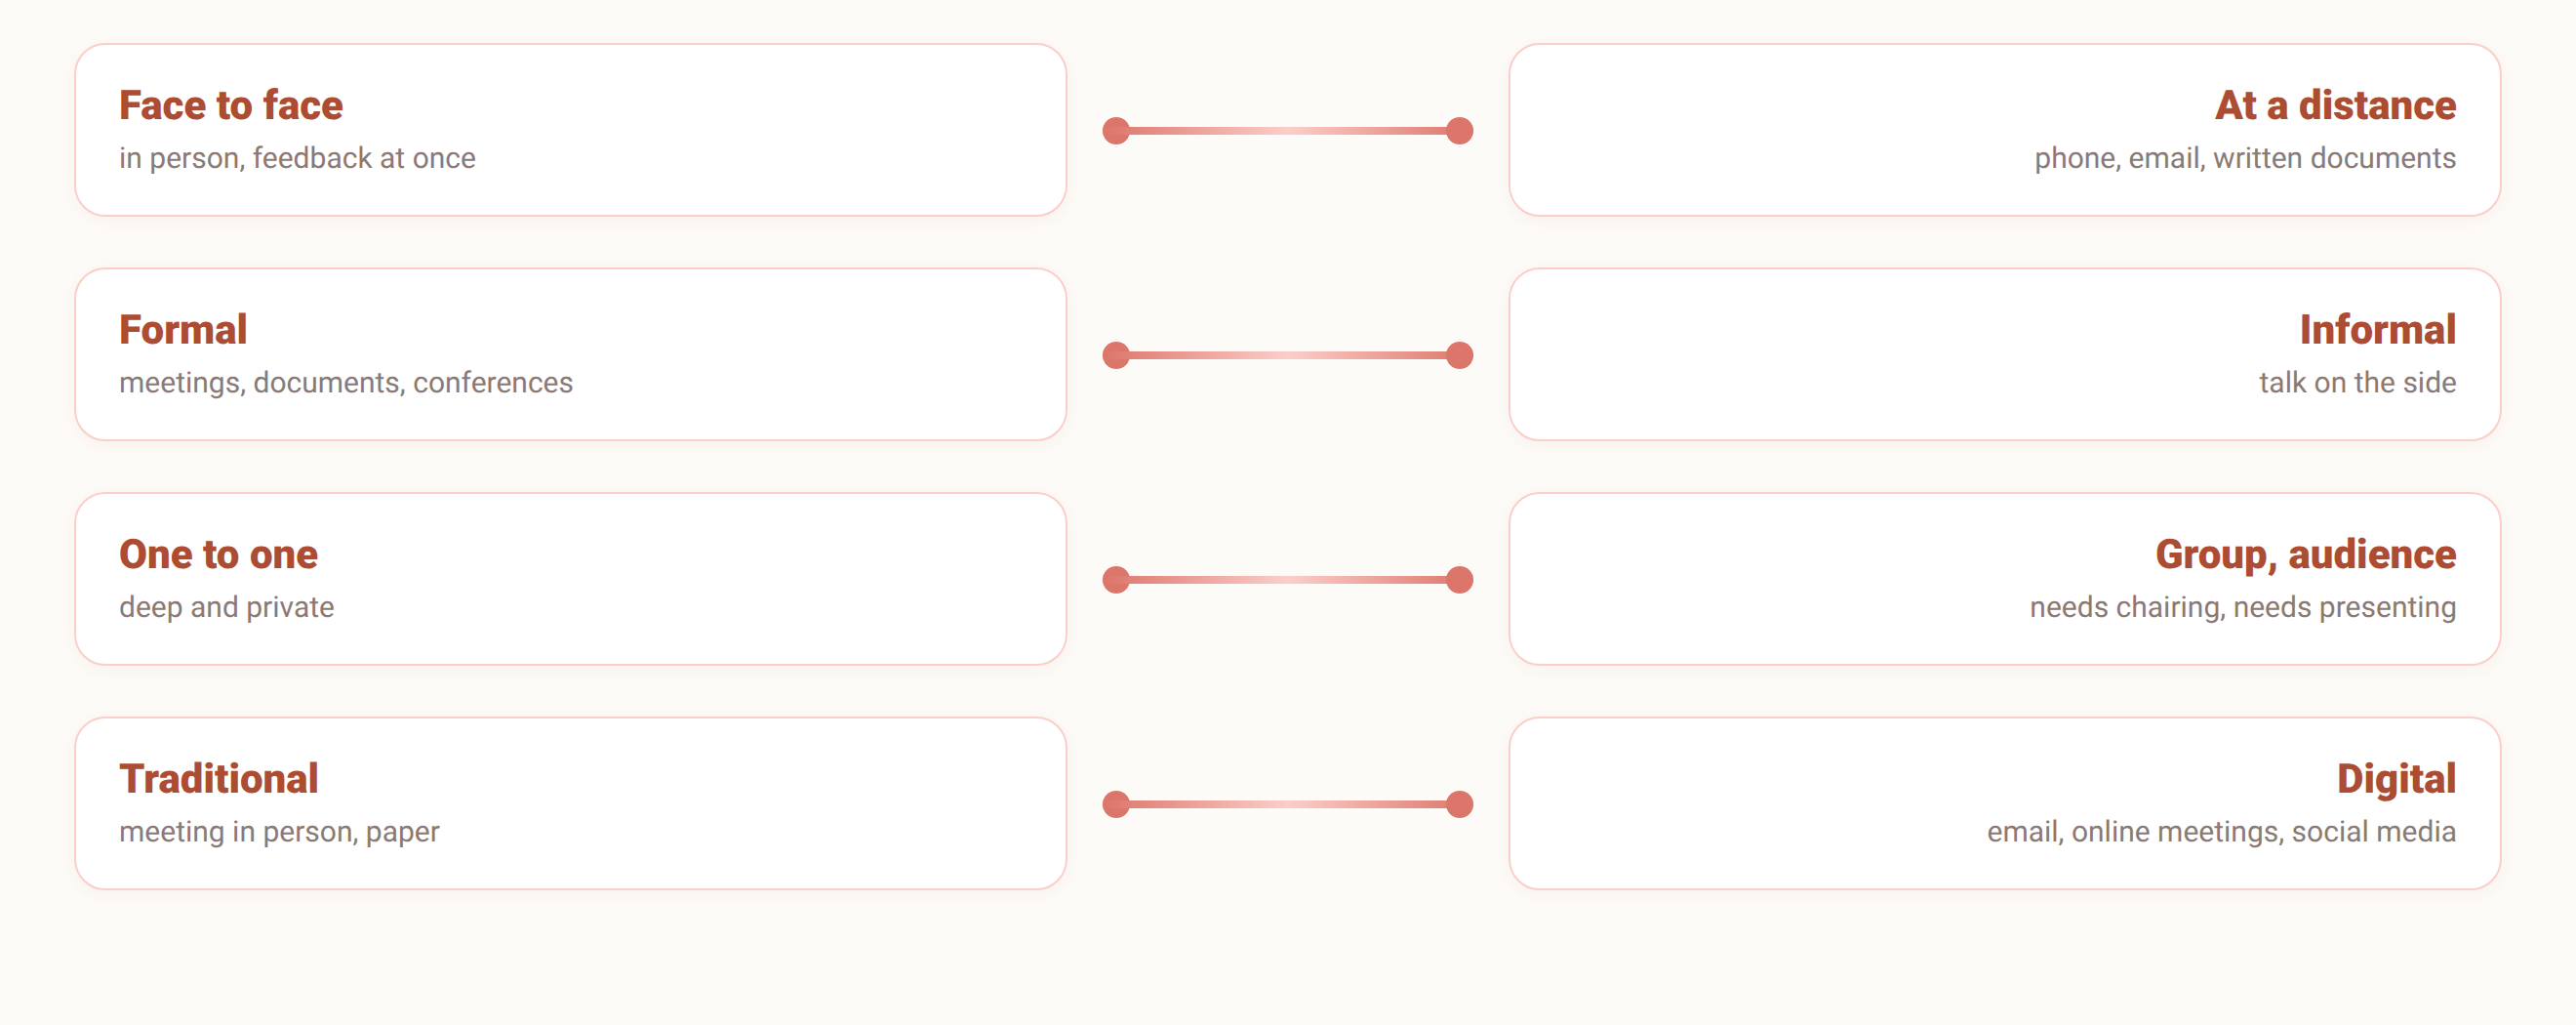 Face to face
in person, feedback at once
At a distance
phone, email, written documents
Formal
meetings, documents, conferences
Informal
talk on the side
One to one
deep and private
Group, audience
needs chairing, needs presenting
Traditional
meeting in person, paper
Digital
email, online meetings, social media